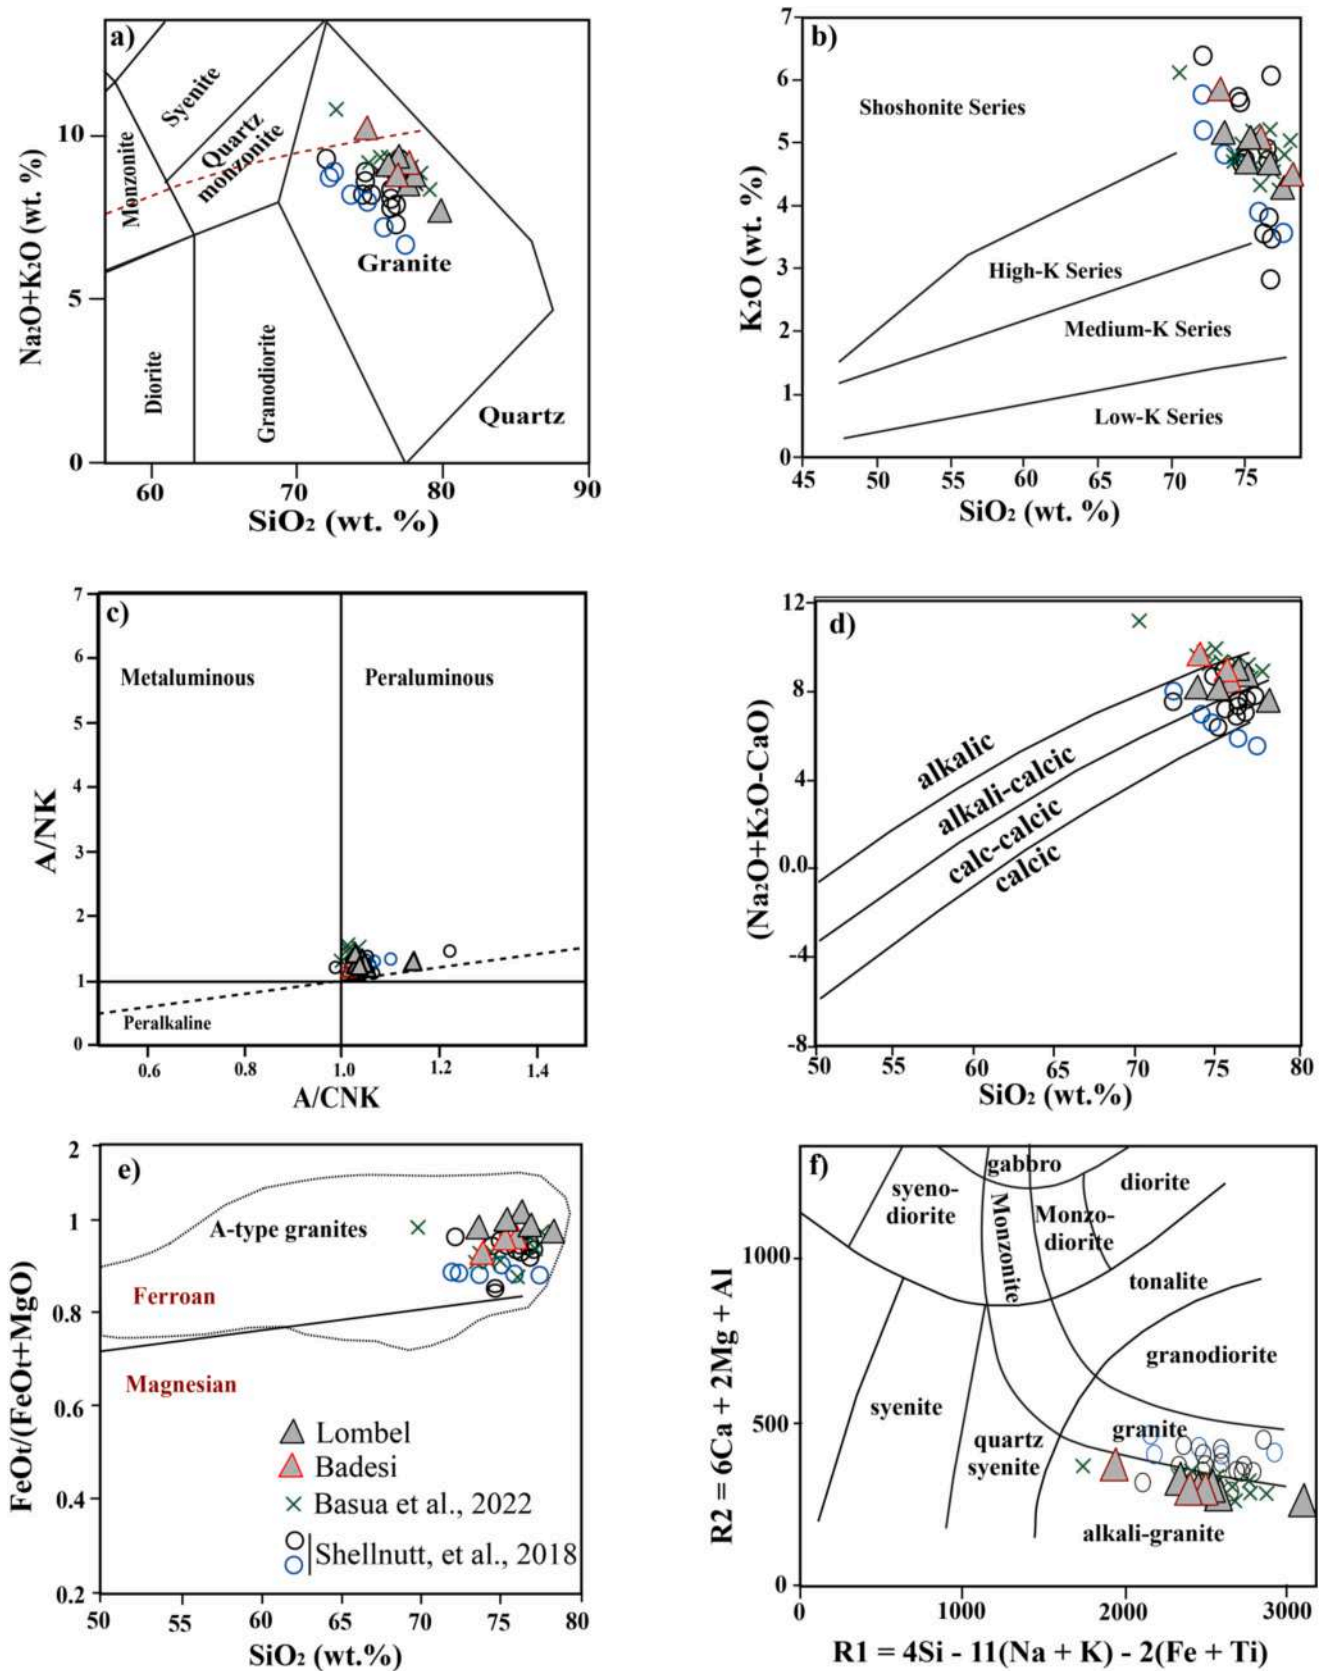 a)
Syenite
Quartz
monzonite
Monzonite
Diorite
Granodiorite
Granite
Quartz
10
5
0
60
70
80
90
Na₂O+K₂O (wt. %)
SiO₂ (wt. %)
b)
Shoshonite Series
High-K Series
Medium-K Series
Low-K Series
7
6
5
4
3
2
1
0
45
50
55
60
65
70
75
K₂O (wt. %)
SiO₂ (wt. %)
c)
Metaluminous
Peraluminous
Peralkaline
7
6
5
4
3
2
1
0
0.6
0.8
1.0
1.2
1.4
A/NK
A/CNK
d)
alkalic
alkali-calcic
calc-calcic
calcic
12
8
4
0.0
-4
-8
50
55
60
65
70
75
80
(Na₂O+K₂O-CaO)
SiO₂ (wt.%)
e)
A-type granites
Ferroan
Magnesian
Lombel
Badesi
Basua et al., 2022
Shellnutt, et al., 2018
2
1
0.8
0.6
0.4
0.2
50
55
60
65
70
75
80
FeOt/(FeOt+MgO)
SiO₂ (wt.%)
f)
gabbro
syeno-
diorite
Monzonite
Monzo-
diorite
diorite
tonalite
granodiorite
syenite
quartz
syenite
granite
alkali-granite
1000
500
0
0
1000
2000
3000
R2 = 6Ca + 2Mg + Al
R1 = 4Si - 11(Na + K) - 2(Fe + Ti)